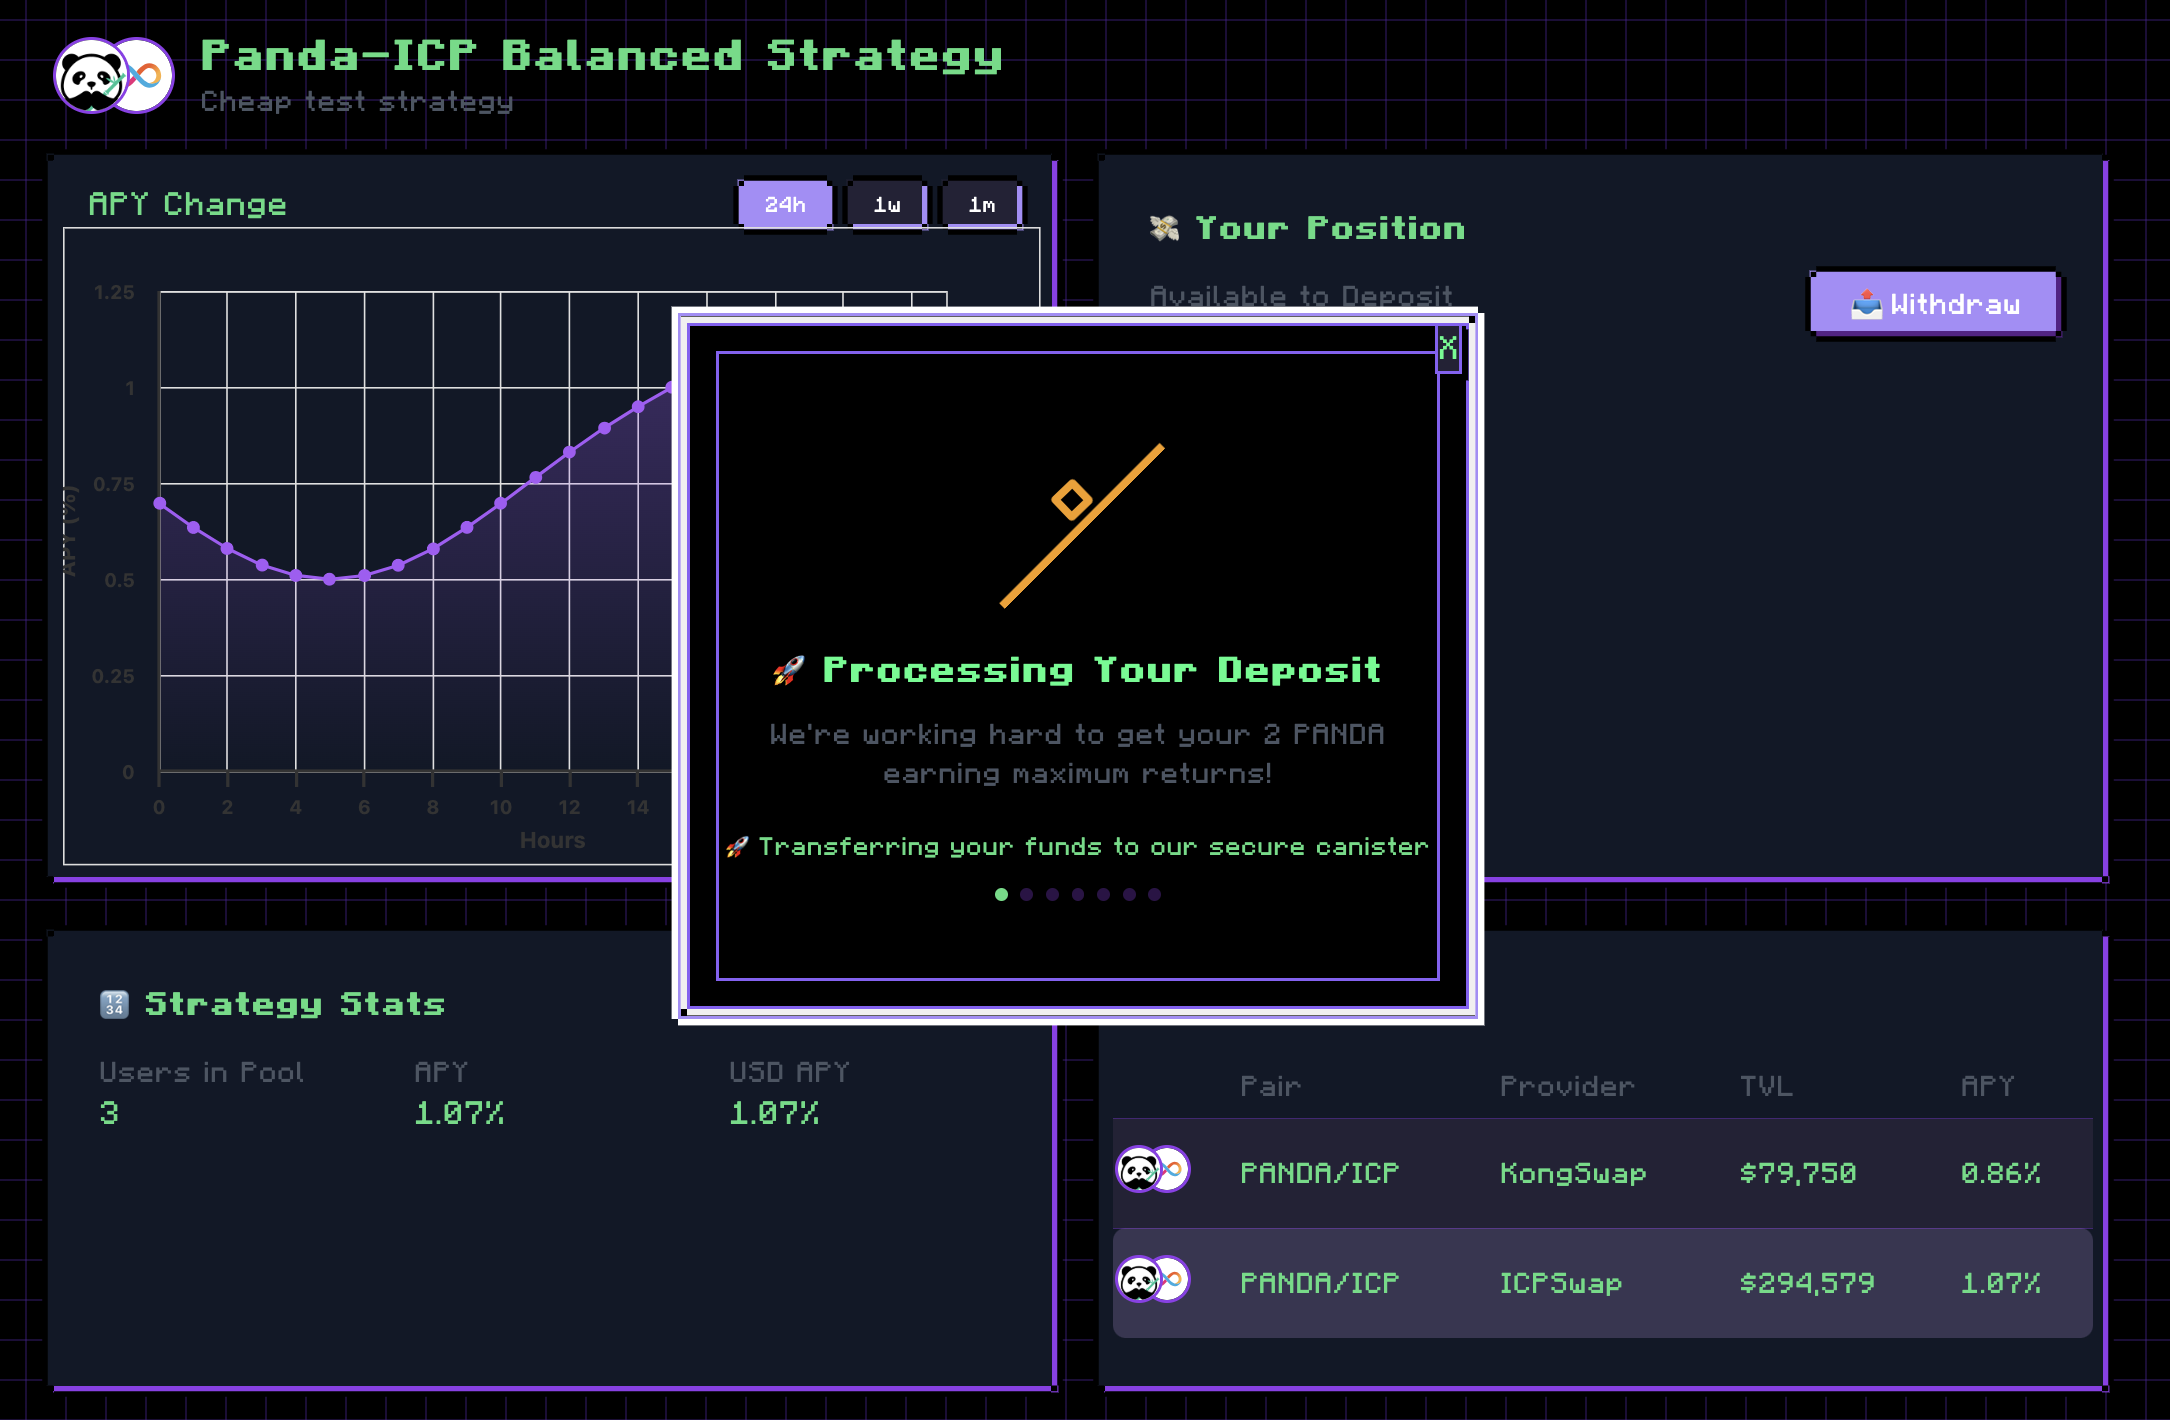 Panda-ICP Balanced Strategy
Cheap test strategy
APY Change
24h
1w
1m
1.25
1
0.75
0.5
0.25
0
APY (%)
0 2 4 6 8 10 12 14
Hours
💸 Your Position
Available to Deposit
📤 Withdraw
X
🚀 Processing Your Deposit
We're working hard to get your 2 PANDA
earning maximum returns!
🚀 Transferring your funds to our secure canister
🔢 Strategy Stats
Users in Pool APY USD APY
3 1.07% 1.07%
Pair Provider TVL APY
PANDA/ICP KongSwap $79,750 0.86%
PANDA/ICP ICPSwap $294,579 1.07%